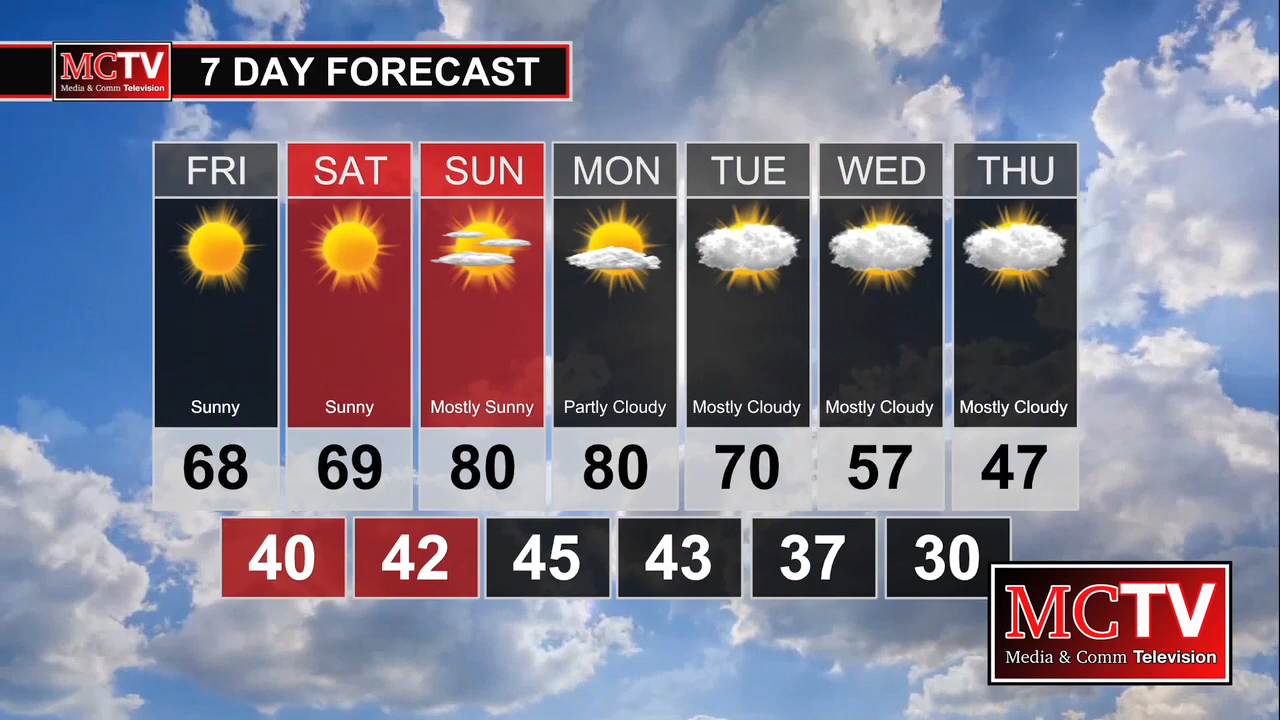 MCTV
Media & Comm Television
7 DAY FORECAST
FRI SAT SUN MON TUE WED THU
Sunny Sunny Mostly Sunny Partly Cloudy Mostly Cloudy Mostly Cloudy Mostly Cloudy
68 69 80 80 70 57 47
40 42 45 43 37 30
MCTV
Media & Comm Television